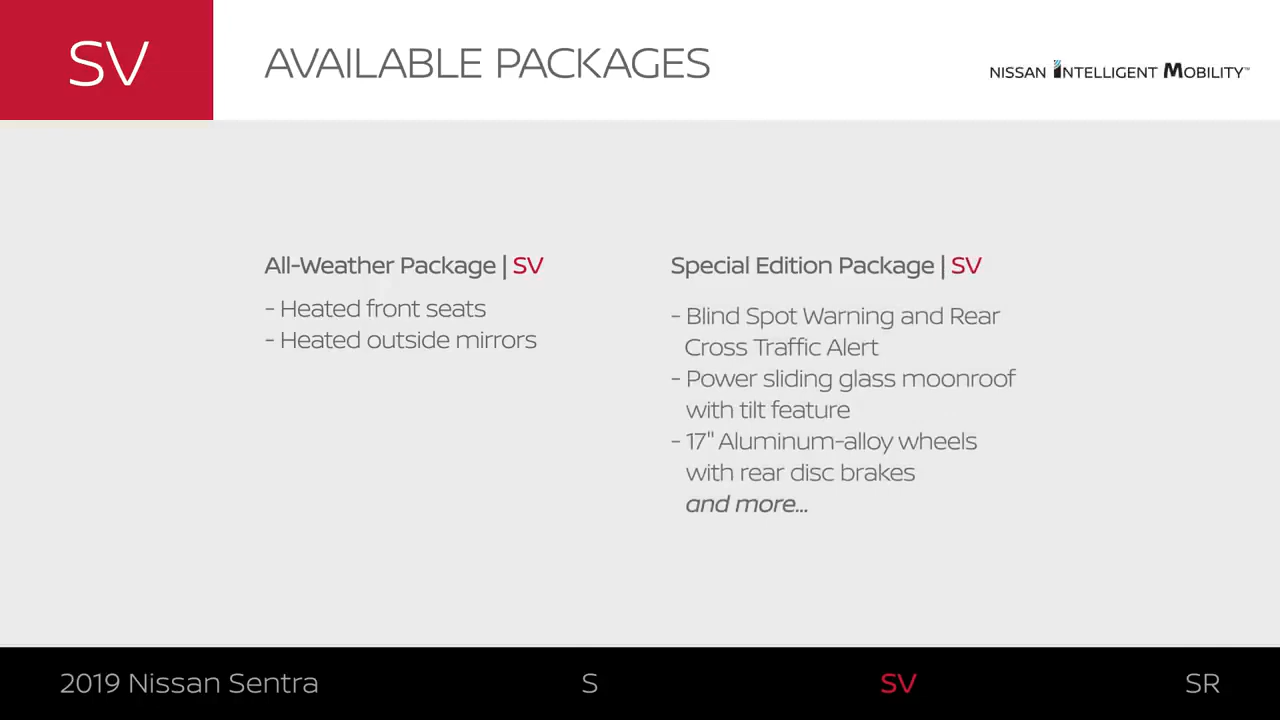 SV
AVAILABLE PACKAGES
NISSAN INTELLIGENT MOBILITY™
All-Weather Package | SV
- Heated front seats
- Heated outside mirrors
Special Edition Package | SV
- Blind Spot Warning and Rear
Cross Traffic Alert
- Power sliding glass moonroof
with tilt feature
- 17" Aluminum-alloy wheels
with rear disc brakes
and more...
2019 Nissan Sentra S SV SR